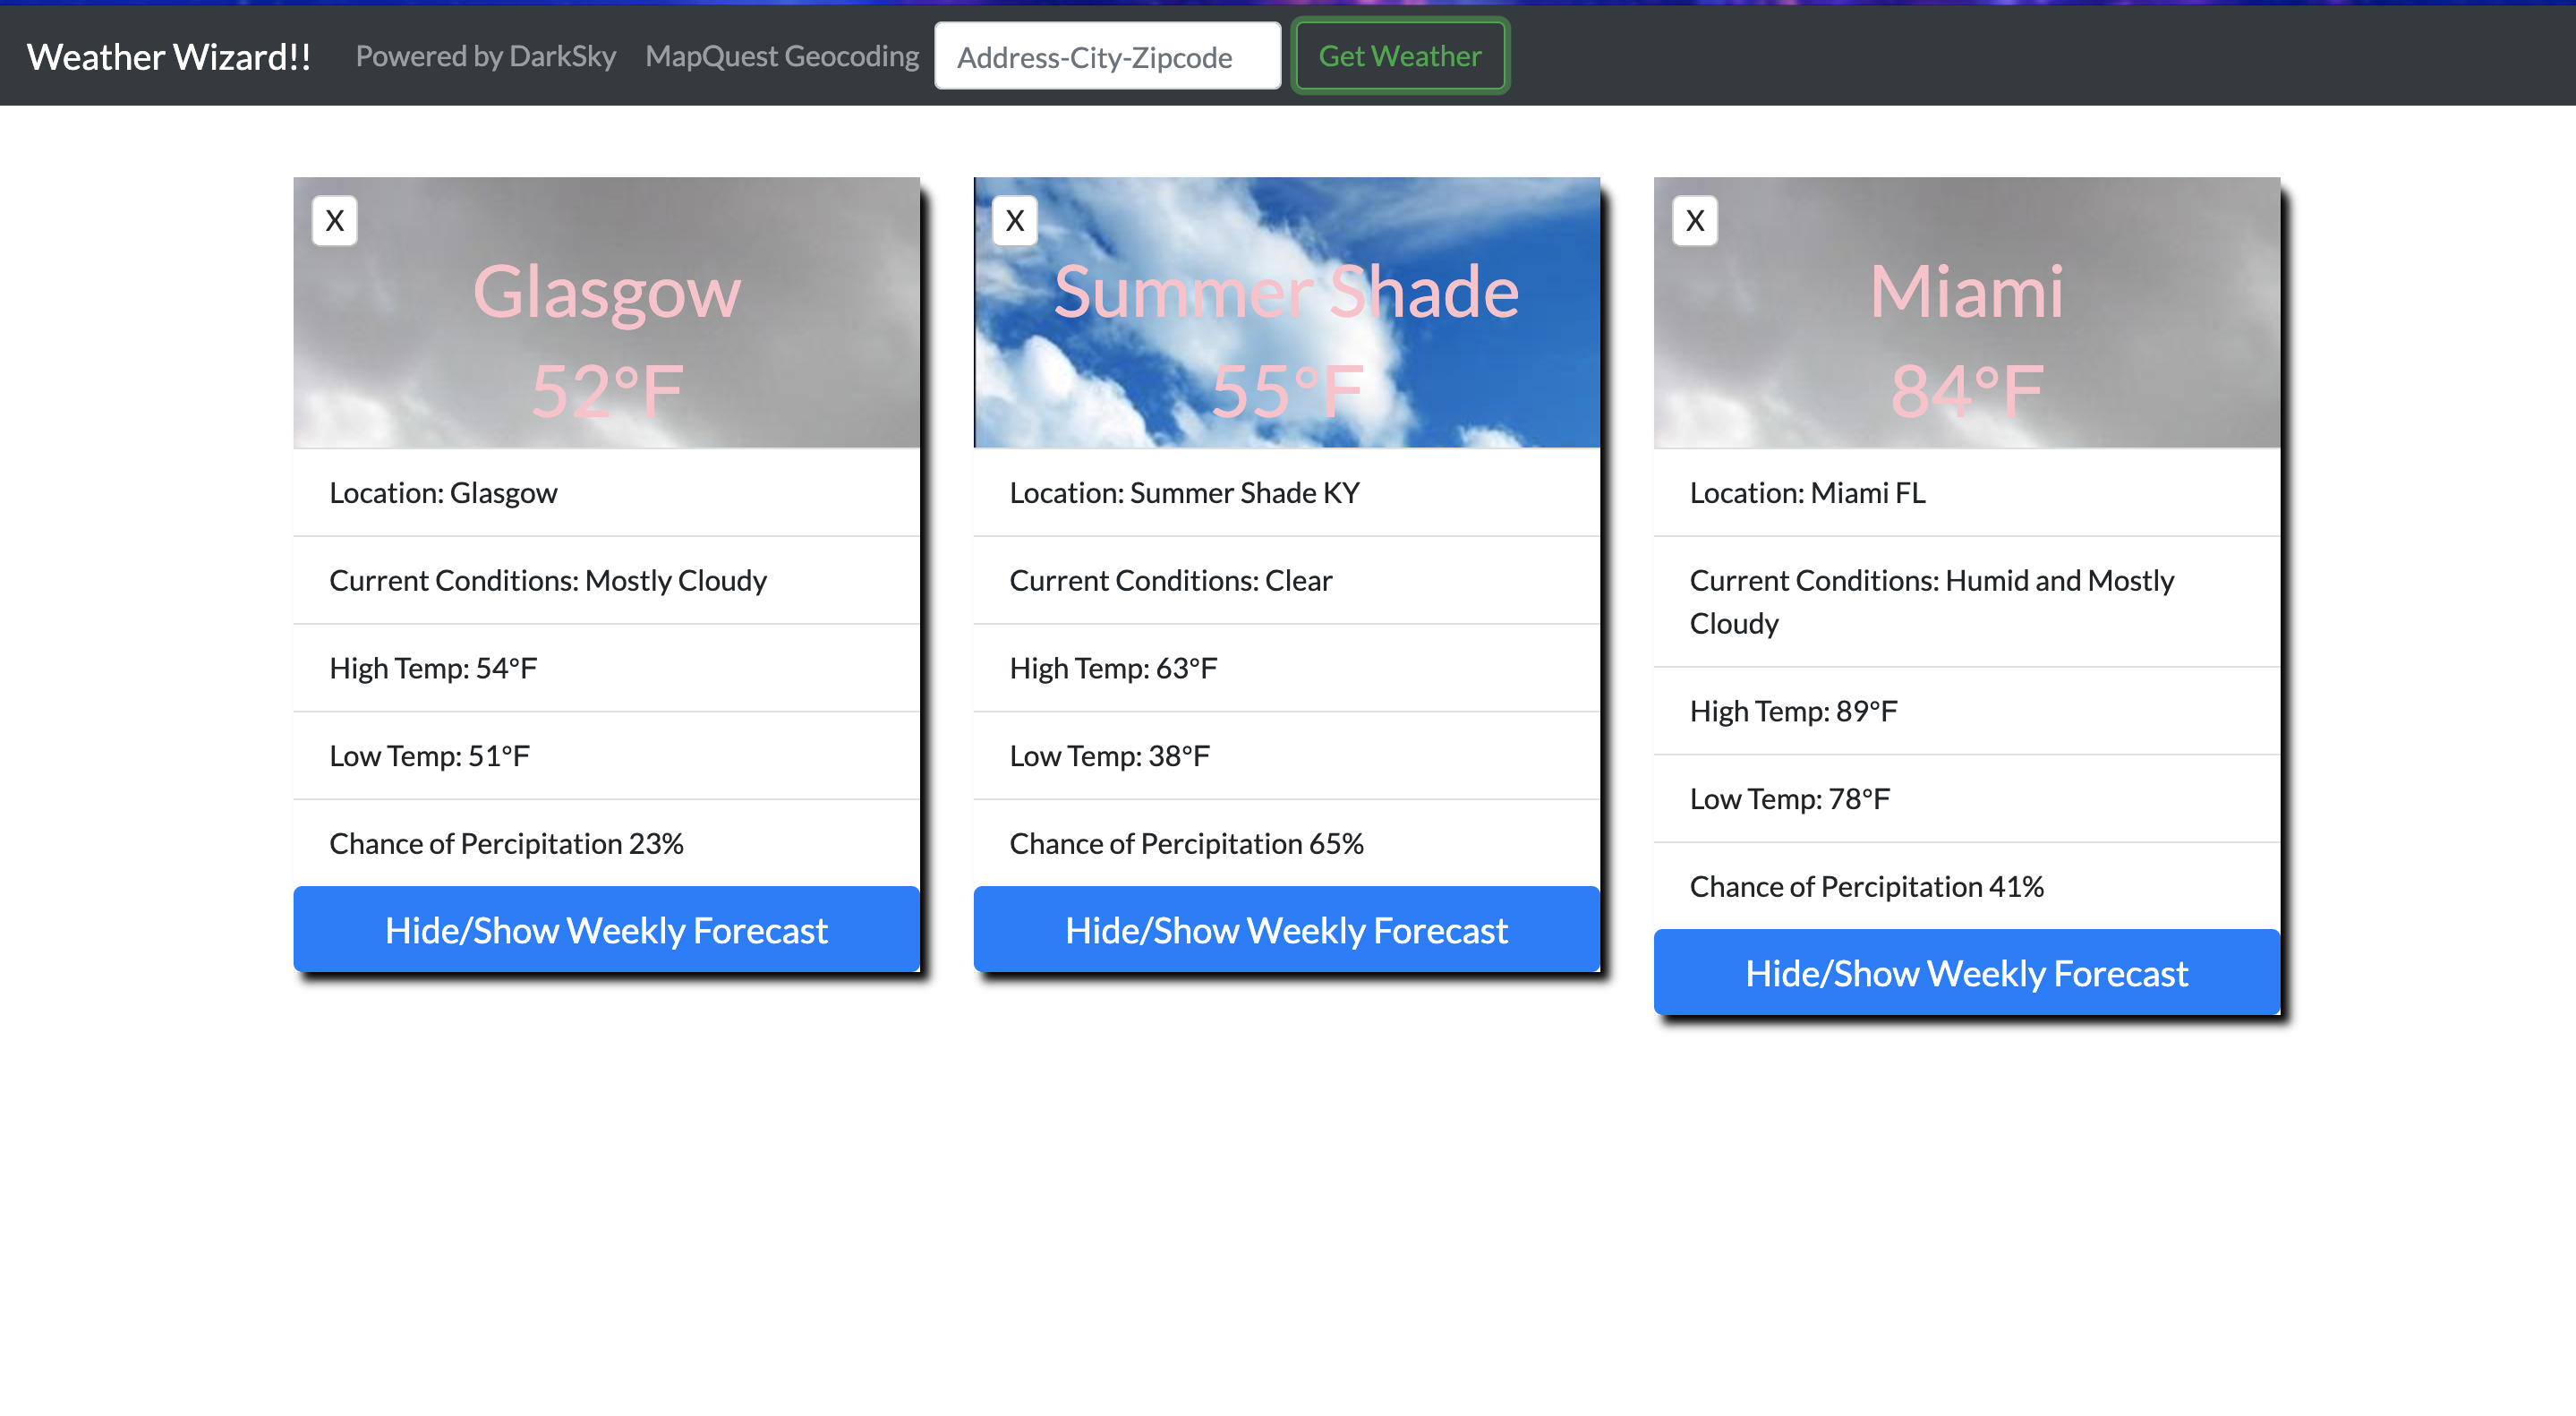 Weather Wizard!! Powered by DarkSky MapQuest Geocoding Address-City-Zipcode Get Weather
X
Glasgow
52°F
Location: Glasgow
Current Conditions: Mostly Cloudy
High Temp: 54°F
Low Temp: 51°F
Chance of Percipitation 23%
Hide/Show Weekly Forecast
X
Summer Shade
55°F
Location: Summer Shade KY
Current Conditions: Clear
High Temp: 63°F
Low Temp: 38°F
Chance of Percipitation 65%
Hide/Show Weekly Forecast
X
Miami
84°F
Location: Miami FL
Current Conditions: Humid and Mostly
Cloudy
High Temp: 89°F
Low Temp: 78°F
Chance of Percipitation 41%
Hide/Show Weekly Forecast